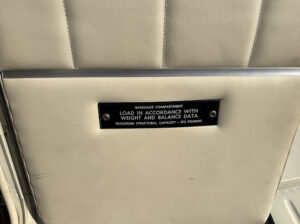 BAGGAGE COMPARTMENT
LOAD IN ACCORDANCE WITH
WEIGHT AND BALANCE DATA
MAXIMUM STRUCTURAL CAPACITY – 270 POUNDS